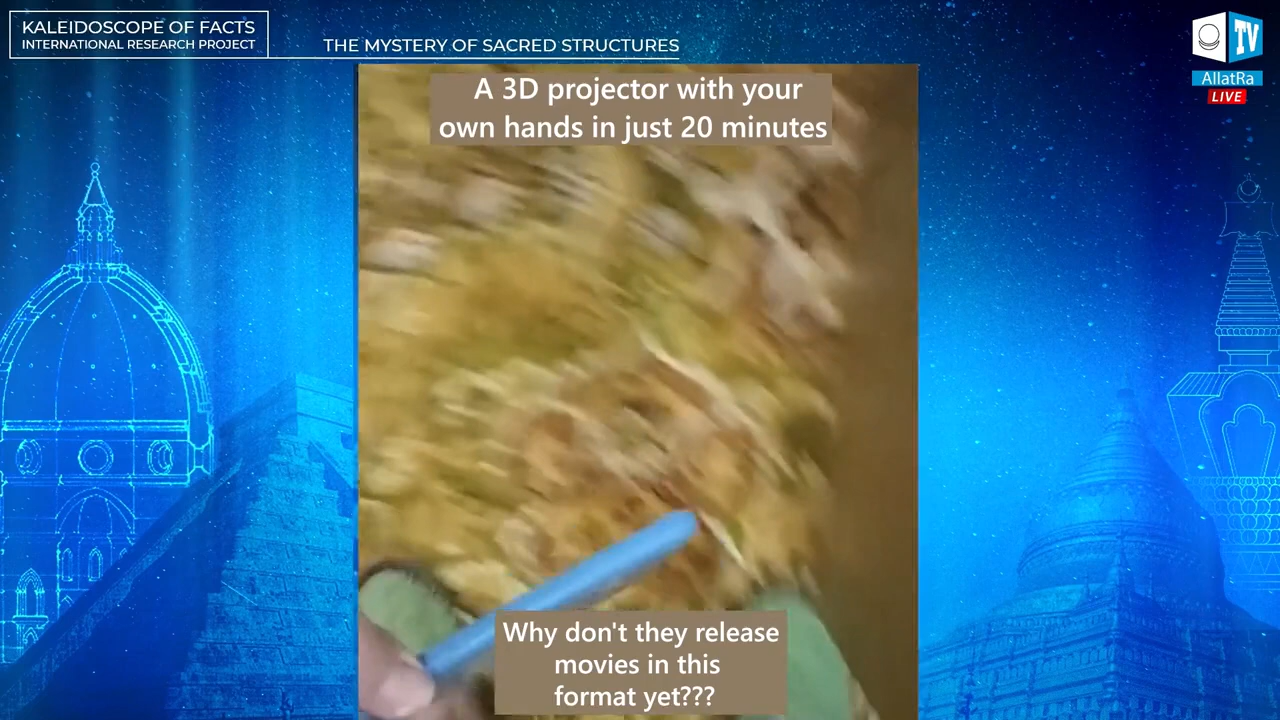 KALEIDOSCOPE OF FACTS
INTERNATIONAL RESEARCH PROJECT
THE MYSTERY OF SACRED STRUCTURES
TV
AllatRa
LIVE
A 3D projector with your
own hands in just 20 minutes
Why don't they release
movies in this
format yet???